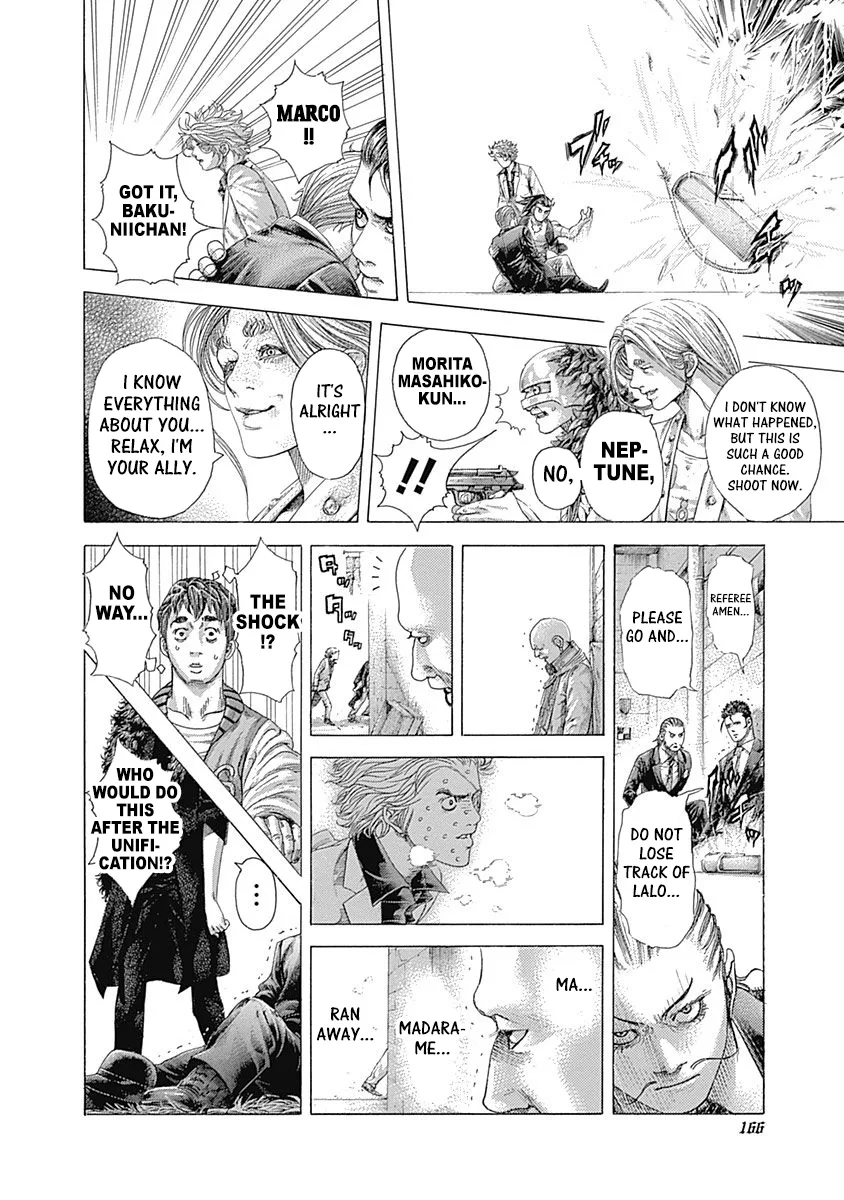 MARCO
!!
GOT IT,
BAKU-
NIICHAN!
I DON'T KNOW
WHAT HAPPENED,
BUT THIS IS
SUCH A GOOD
CHANCE.
SHOOT NOW.
NEP-
TUNE,
NO,
MORITA
MASAHIKO-
KUN...
!!
IT'S
ALRIGHT
...
I KNOW
EVERYTHING
ABOUT YOU...
RELAX, I'M
YOUR ALLY.
REFEREE
AMEN...
PLEASE
GO AND...
DO NOT
LOSE
TRACK OF
LALO...
MA...
MADARA-
ME...
RAN
AWAY...
THE
SHOCK
!?
NO
WAY...
WHO
WOULD DO
THIS
AFTER THE
UNIFI-
CATION!?
...
166